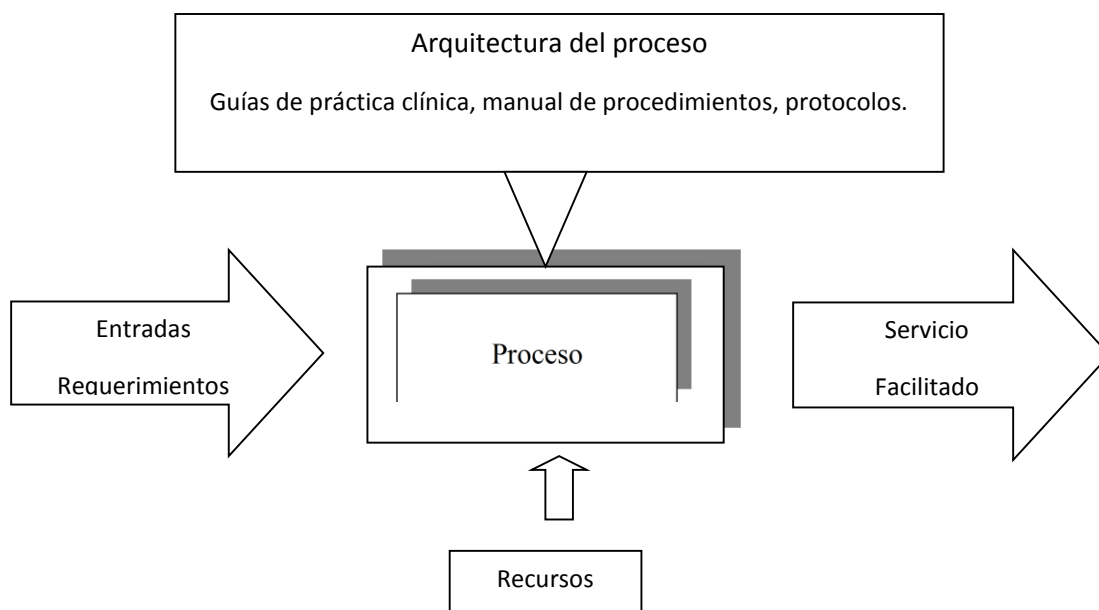 Arquitectura del proceso
Guías de práctica clínica, manual de procedimientos, protocolos.
Entradas
Requerimientos
Proceso
Servicio
Facilitado
Recursos